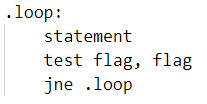 .loop:
    statement
    test flag, flag
    jne .loop